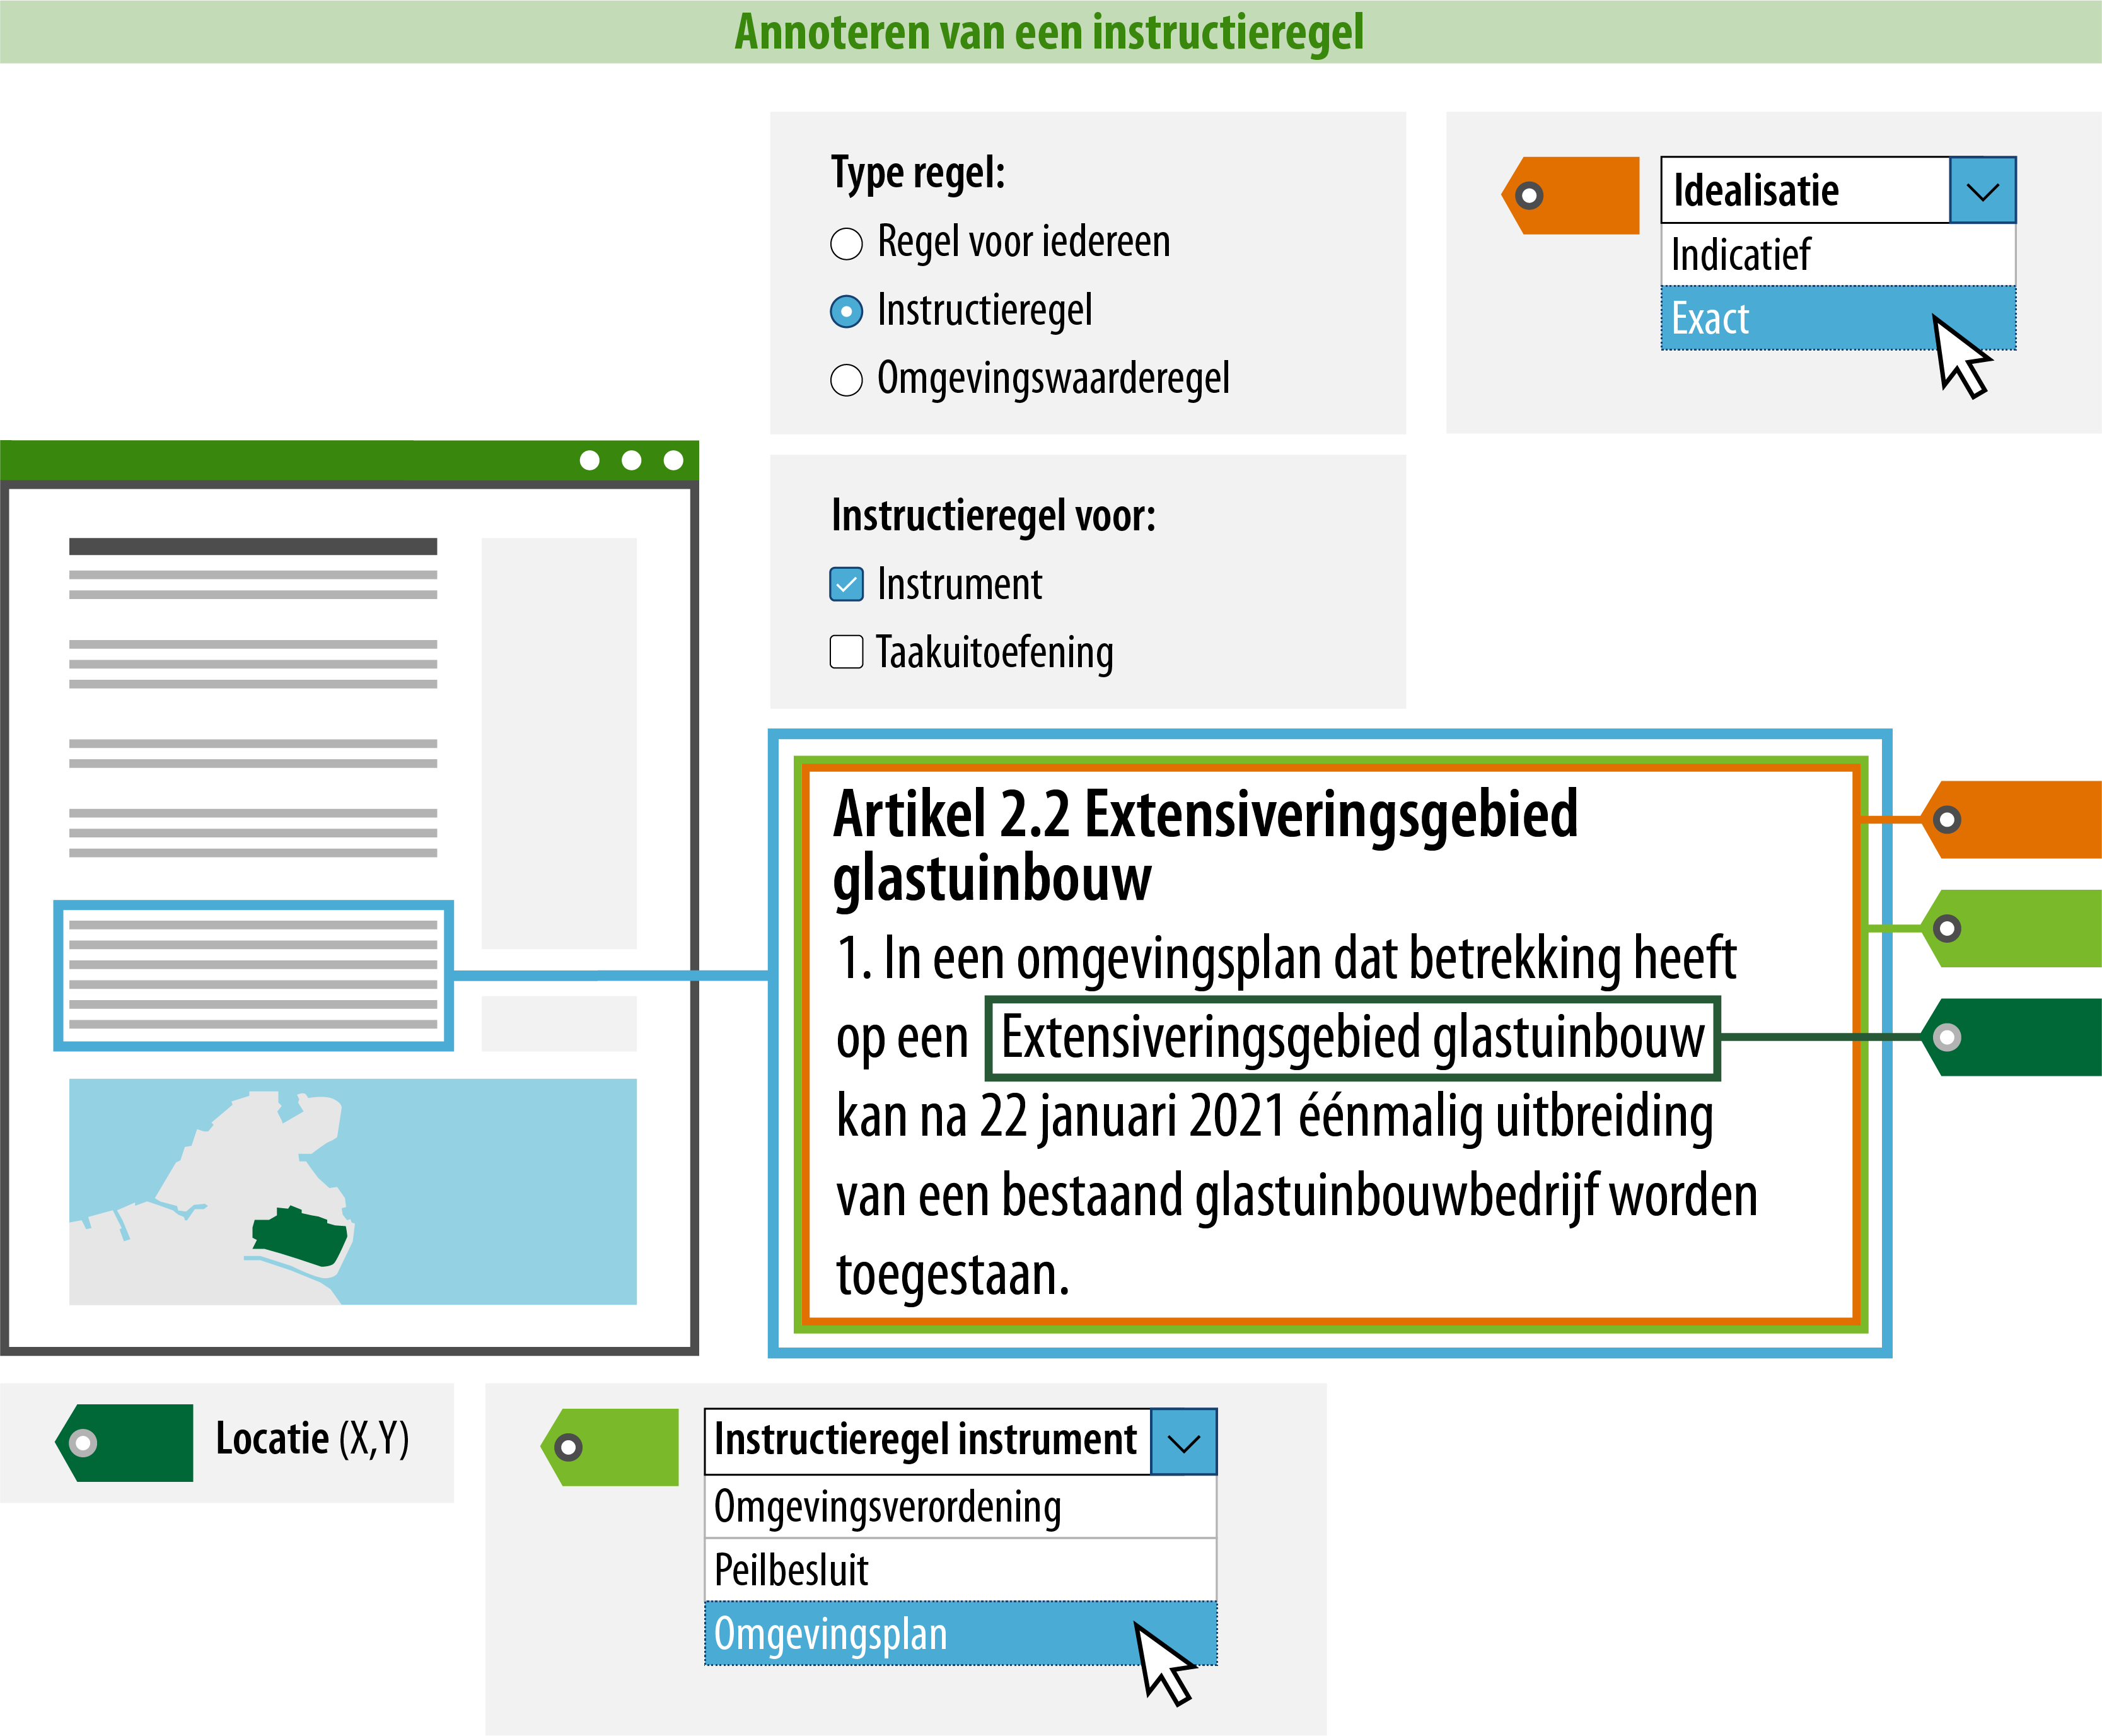 Annoteren van een instructieregel
Type regel:
Regel voor iedereen
Instructieregel
Omgevingswaarderegel
Idealisatie
Indicatief
Exact
Instructieregel voor:
Instrument
Taakuitoefening
Artikel 2.2 Extensiveringsgebied
glastuinbouw
1. In een omgevingsplan dat betrekking heeft
op een Extensiveringsgebied glastuinbouw
kan na 22 januari 2021 éénmalig uitbreiding
van een bestaand glastuinbouwbedrijf worden
toegestaan.
Locatie (X,Y)
Instructieregel instrument
Omgevingsverordening
Peilbesluit
Omgevingsplan